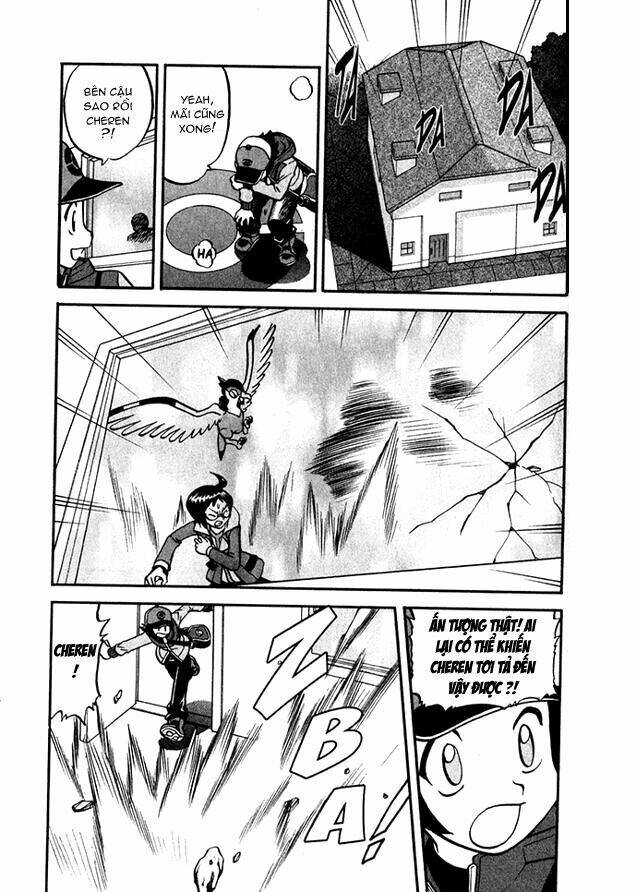 TA
DA
DA
DA
YEAH,
MÃI CŨNG
XONG!
HA
BÊN CẬU
SAO RỒI
CHEREN
?!
ẤN TƯỢNG THẬT! AI
LẠI CÓ THỂ KHIẾN
CHEREN TƠI TẢ ĐẾN
VẬY ĐƯỢC ?!
Z
B
A
!
CHEREN
!